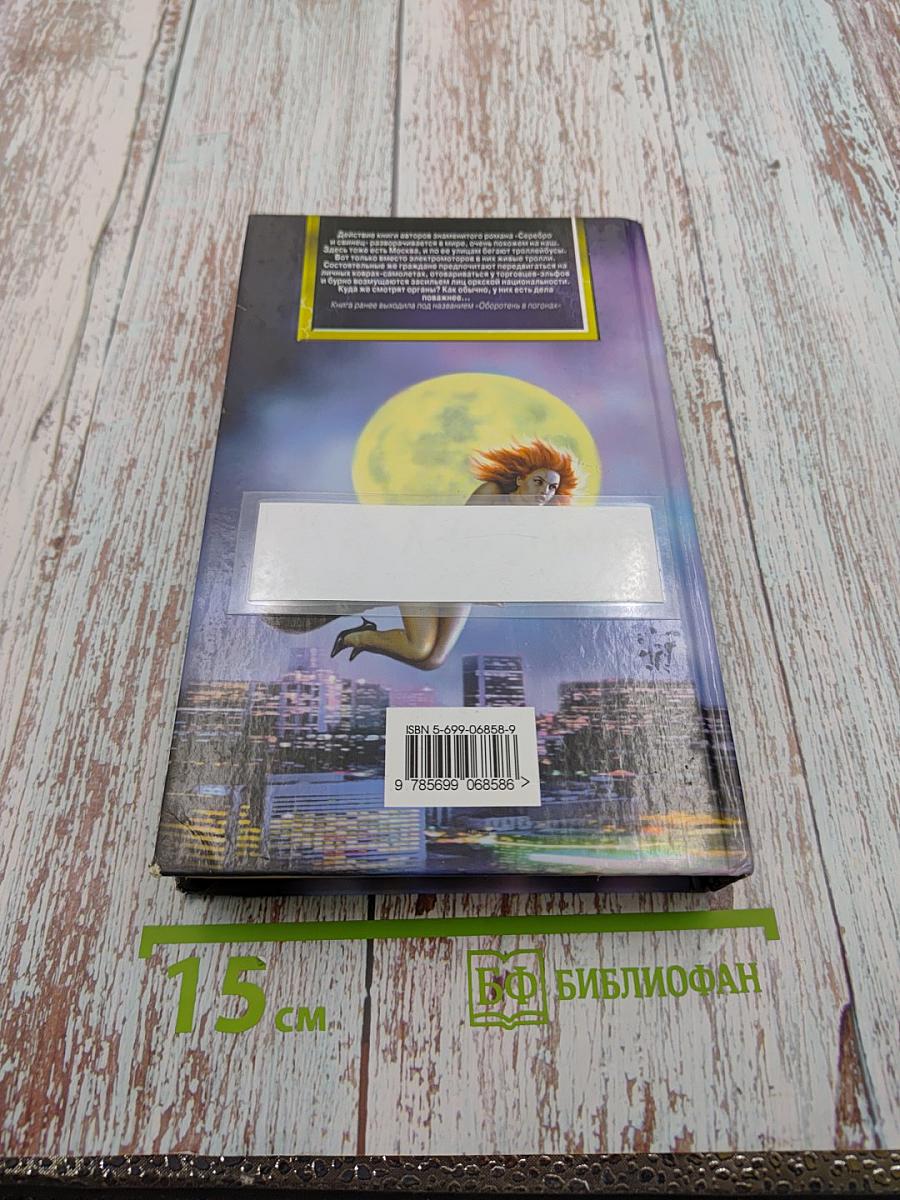 Действие книги авторов знаменитого романа «Серебро
и свинец» разворачивается в мире, очень похожем на наш.
Здесь тоже есть Москва, и по ее улицам бегают троллейбусы.
Вот только вместо электромоторов в них живые тролли.
Состоятельные же граждане предпочитают передвигаться на
личных коврах-самолетах, отовариваться у торговцев-эльфов
и бурно возмущаются засильем лиц оркской национальности.
Куда же смотрят органы? Как обычно, у них есть дела
поважнее...
Книга ранее выходила под названием «Оборотень в погонах»
ISBN 5-699-06858-9
9 785699 068586 >
15 см
БФ БИБЛИОФАН